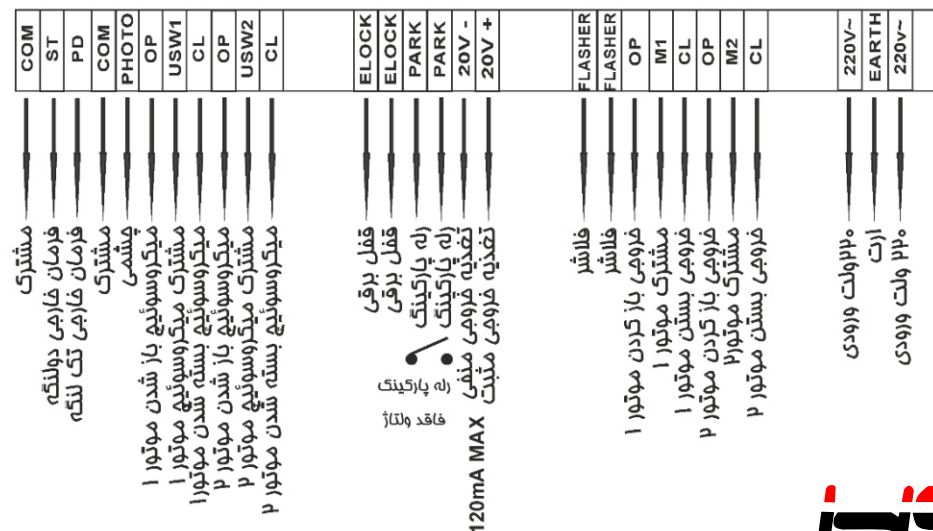 COM
ST
PD
COM
PHOTO
OP
USW1
CL
OP
USW2
CL
ELOCK
ELOCK
PARK
PARK
20V -
20V +
FLASHER
FLASHER
OP
M1
CL
OP
M2
CL
220V~
EARTH
220V~
مشترک
فرمان خارجی دولنگه
فرمان خارجی تک لنگه
مشترک
چشمی
میکروسوئیچ باز شدن موتور ۱
مشترک میکروسوئیچ موتور ۱
میکروسوئیچ بسته شدن موتور۱
میکروسوئیچ باز شدن موتور ۲
مشترک میکروسوئیچ موتور ۲
میکروسوئیچ بسته شدن موتور ۲
قفل برقی
قفل برقی
رله پارکینگ
رله پارکینگ
تغذیه خروجی منفی
تغذیه خروجی مثبت
رله پارکینگ
فاقد ولتاژ
120mA MAX
فلاشر
فلاشر
خروجی باز کردن موتور ۱
مشترک موتور ۱
خروجی بستن موتور ۱
خروجی باز کردن موتور ۲
مشترک موتور۲
خروجی بستن موتور ۲
۲۲۰ولت ورودی
ارت
۲۲۰ ولت ورودی